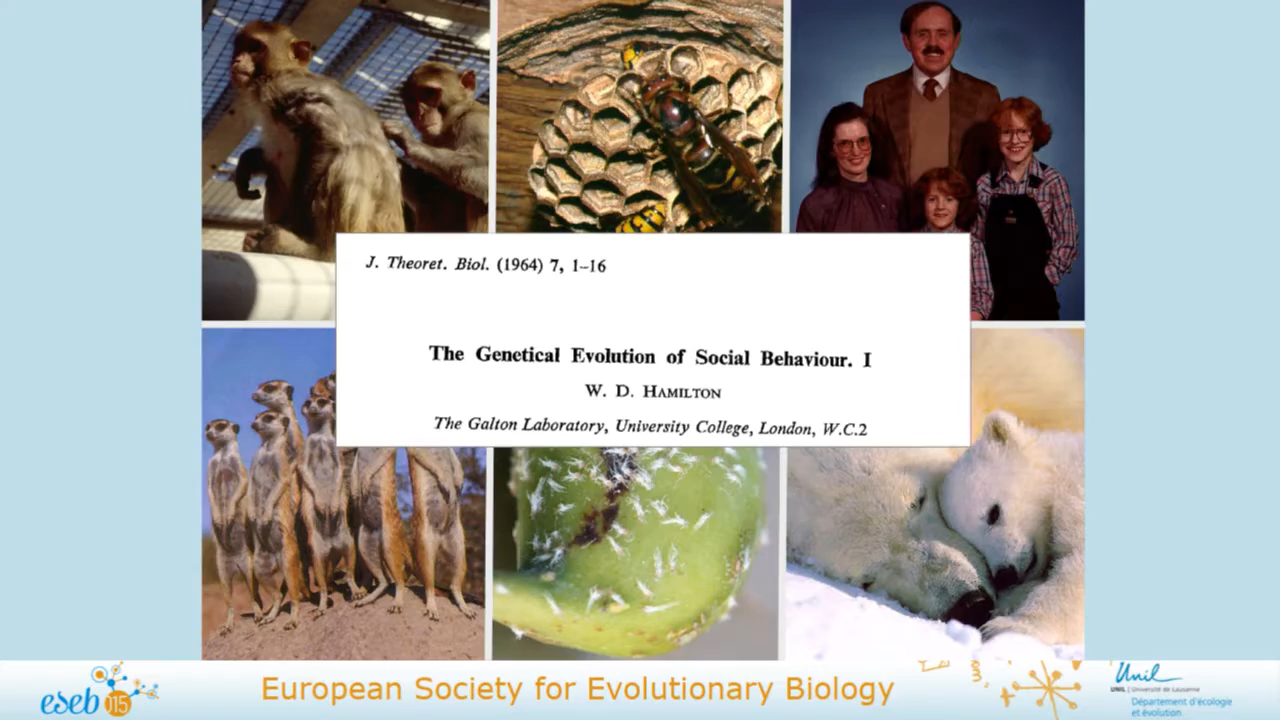 J. Theoret. Biol. (1964) 7, 1–16
The Genetical Evolution of Social Behaviour. I
W. D. HAMILTON
The Galton Laboratory, University College, London, W.C.2
eseb 115
European Society for Evolutionary Biology
Unil
UNIL | Université de Lausanne
Département d'écologie
et évolution